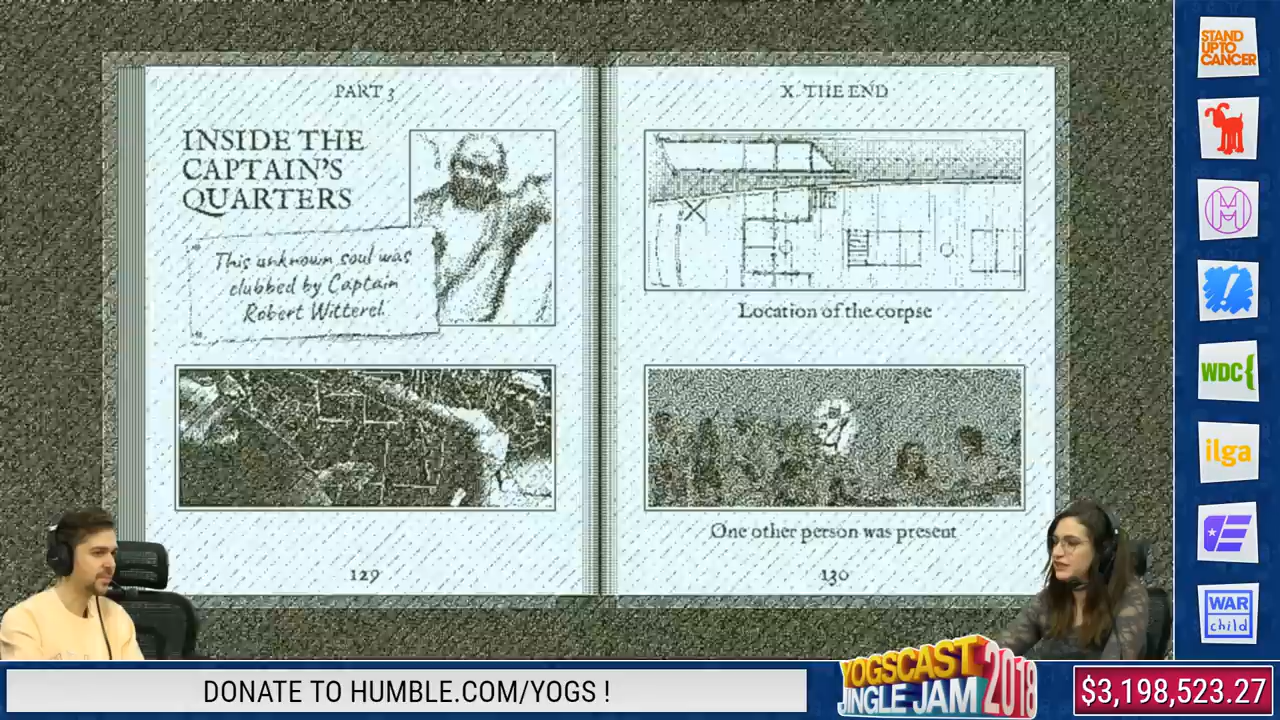 PART 3
INSIDE THE
CAPTAIN'S
QUARTERS
This unknown soul was
clubbed by Captain
Robert Witterel.
129
X. THE END
Location of the corpse
One other person was present
130
STAND
UP TO
CANCER
M
!
WDC{
ilga
E
WAR
child
DONATE TO HUMBLE.COM/YOGS !
YOGSCAST
JINGLE JAM 2018
$3,198,523.27